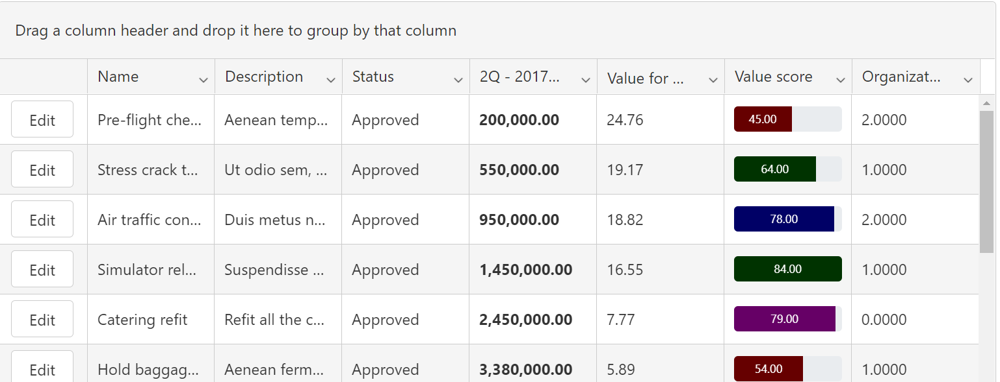 Drag a column header and drop it here to group by that column
Name Description Status 2Q - 2017... Value for ... Value score Organizat...
Edit Pre-flight che... Aenean temp... Approved 200,000.00 24.76 45.00 2.0000
Edit Stress crack t... Ut odio sem, ... Approved 550,000.00 19.17 64.00 1.0000
Edit Air traffic con... Duis metus n... Approved 950,000.00 18.82 78.00 2.0000
Edit Simulator rel... Suspendisse ... Approved 1,450,000.00 16.55 84.00 1.0000
Edit Catering refit Refit all the c... Approved 2,450,000.00 7.77 79.00 0.0000
Edit Hold baggag... Aenean ferm... Approved 3,380,000.00 5.89 54.00 1.0000